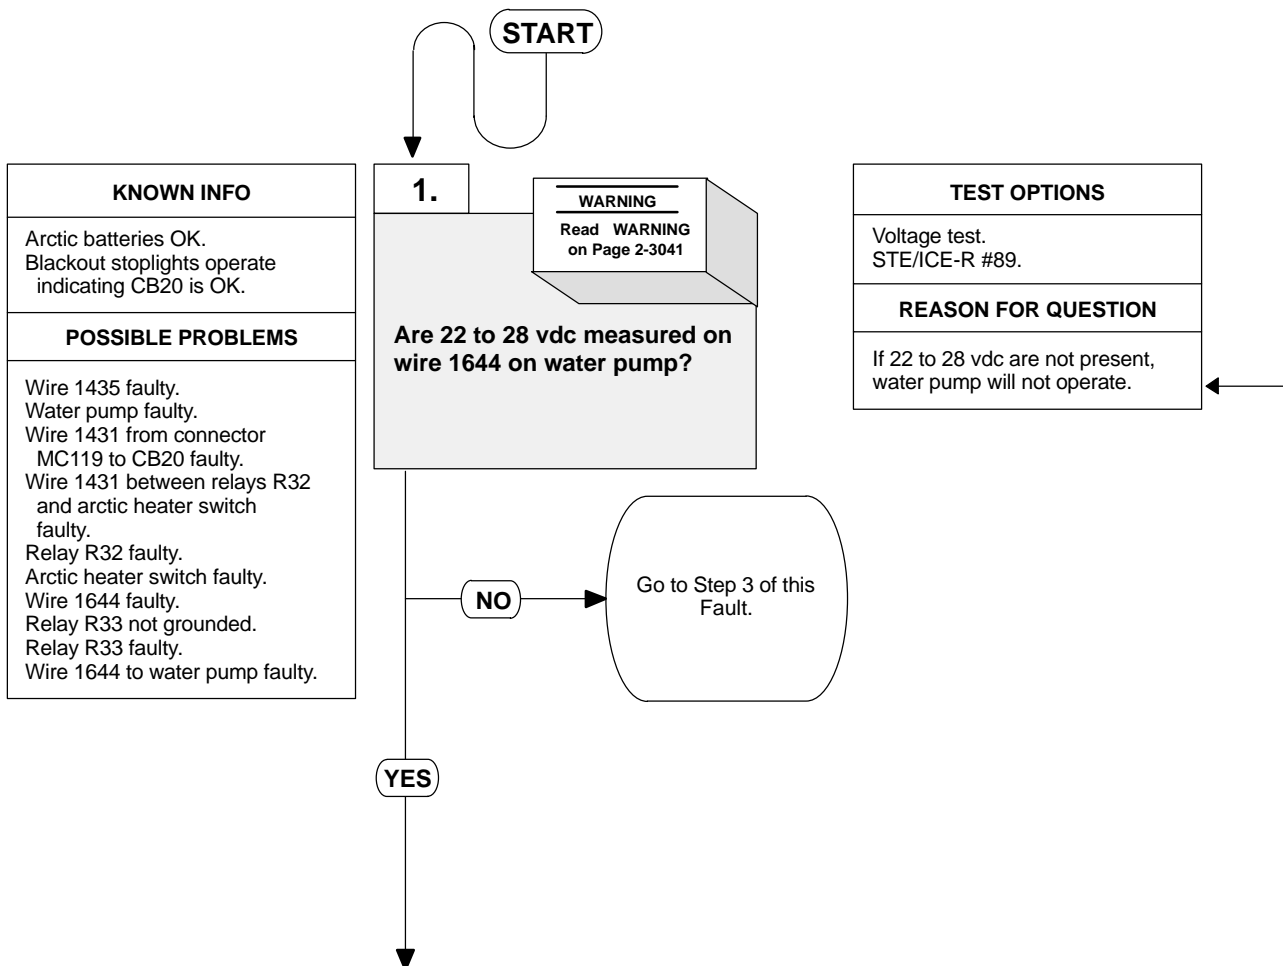 START
KNOWN INFO
Arctic batteries OK.
Blackout stoplights operate
indicating CB20 is OK.
POSSIBLE PROBLEMS
Wire 1435 faulty.
Water pump faulty.
Wire 1431 from connector
MC119 to CB20 faulty.
Wire 1431 between relays R32
and arctic heater switch
faulty.
Relay R32 faulty.
Arctic heater switch faulty.
Wire 1644 faulty.
Relay R33 not grounded.
Relay R33 faulty.
Wire 1644 to water pump faulty.
1.
WARNING
Read WARNING
on Page 2-3041
Are 22 to 28 vdc measured on
wire 1644 on water pump?
TEST OPTIONS
Voltage test.
STE/ICE-R #89.
REASON FOR QUESTION
If 22 to 28 vdc are not present,
water pump will not operate.
NO
Go to Step 3 of this
Fault.
YES